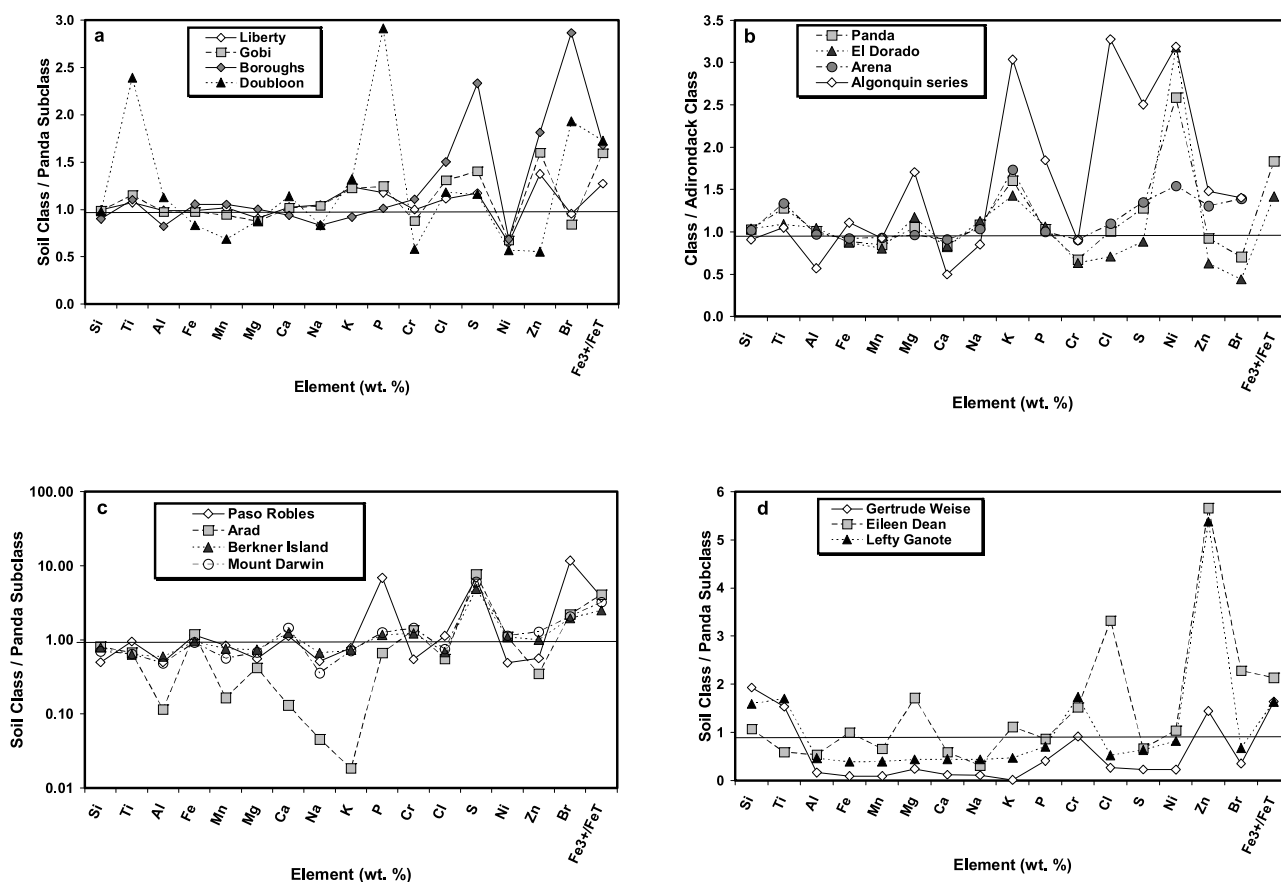 a
Liberty
Gobi
Boroughs
Doubloon
3.0
2.5
2.0
1.5
1.0
0.5
0.0
Soil Class / Panda Subclass
Si Ti Al Fe Mn Mg Ca Na K P Cr Cl S Ni Zn Br Fe3+/FeT
Element (wt. %)
b
Panda
El Dorado
Arena
Algonquin series
3.5
3.0
2.5
2.0
1.5
1.0
0.5
0.0
Class / Adirondack Class
Si Ti Al Fe Mn Mg Ca Na K P Cr Cl S Ni Zn Br Fe3+/FeT
Element (wt. %)
c
Paso Robles
Arad
Berkner Island
Mount Darwin
100.00
10.00
1.00
0.10
0.01
Soil Class / Panda Subclass
Si Ti Al Fe Mn Mg Ca Na K P Cr Cl S Ni Zn Br Fe3+/FeT
Element (wt. %)
d
Gertrude Weise
Eileen Dean
Lefty Ganote
6
5
4
3
2
1
0
Soil Class / Panda Subclass
Si Ti Al Fe Mn Mg Ca Na K P Cr Cl S Ni Zn Br Fe3+/FeT
Element (wt. %)